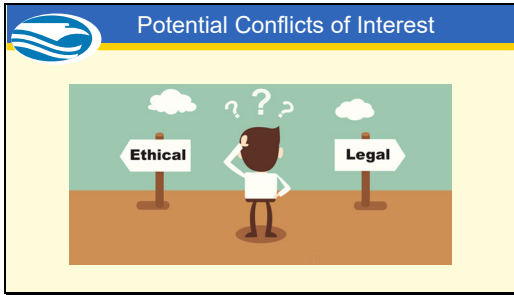 Potential Conflicts of Interest
? ? ?
Ethical
Legal